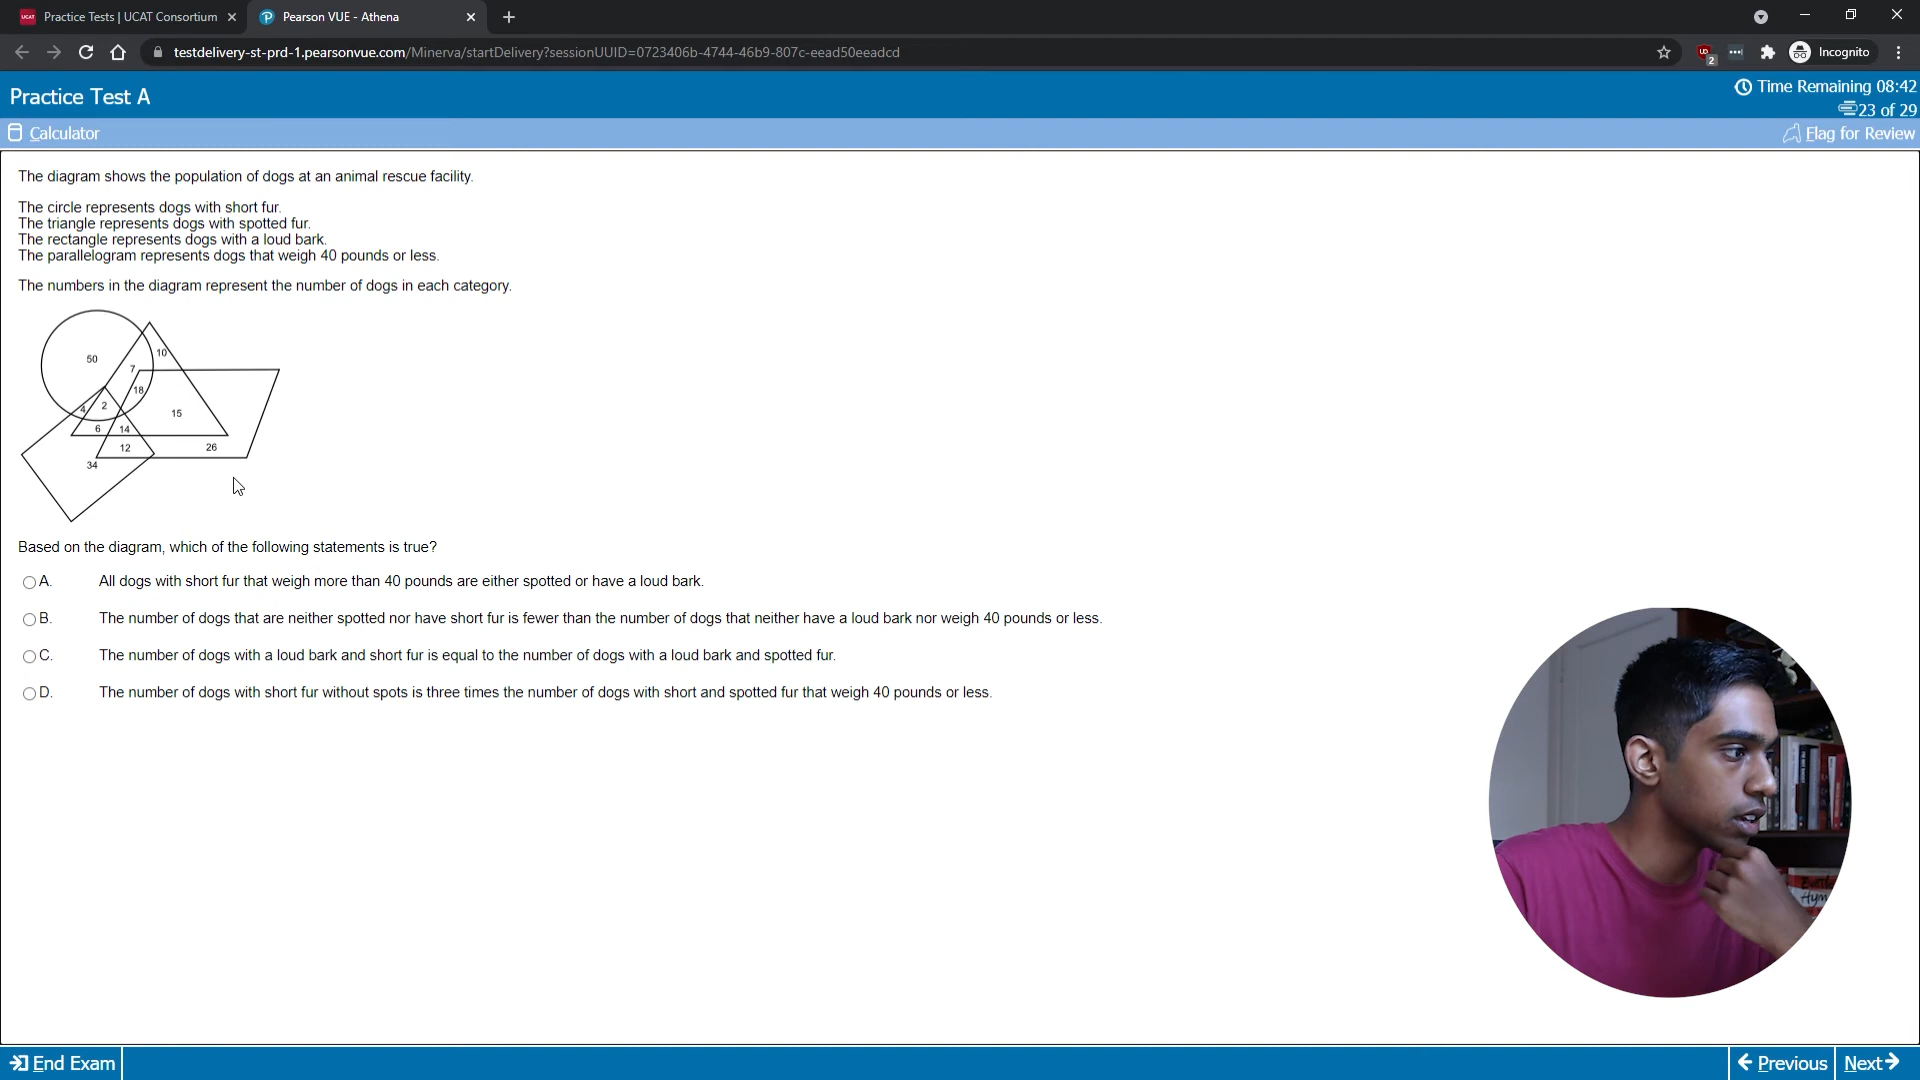 UCAT Practice Tests | UCAT Consortium
Pearson VUE - Athena
testdelivery-st-prd-1.pearsonvue.com/Minerva/startDelivery?sessionUUID=0723406b-4744-46b9-807c-eead50eeadcd
2
Incognito
Practice Test A
Time Remaining 08:42
23 of 29
Calculator
Flag for Review
The diagram shows the population of dogs at an animal rescue facility.
The circle represents dogs with short fur.
The triangle represents dogs with spotted fur.
The rectangle represents dogs with a loud bark.
The parallelogram represents dogs that weigh 40 pounds or less.
The numbers in the diagram represent the number of dogs in each category.
10
50
7
18
4
2
15
6
14
12
26
34
Based on the diagram, which of the following statements is true?
A. All dogs with short fur that weigh more than 40 pounds are either spotted or have a loud bark.
B. The number of dogs that are neither spotted nor have short fur is fewer than the number of dogs that neither have a loud bark nor weigh 40 pounds or less.
C. The number of dogs with a loud bark and short fur is equal to the number of dogs with a loud bark and spotted fur.
D. The number of dogs with short fur without spots is three times the number of dogs with short and spotted fur that weigh 40 pounds or less.
End Exam
Previous
Next